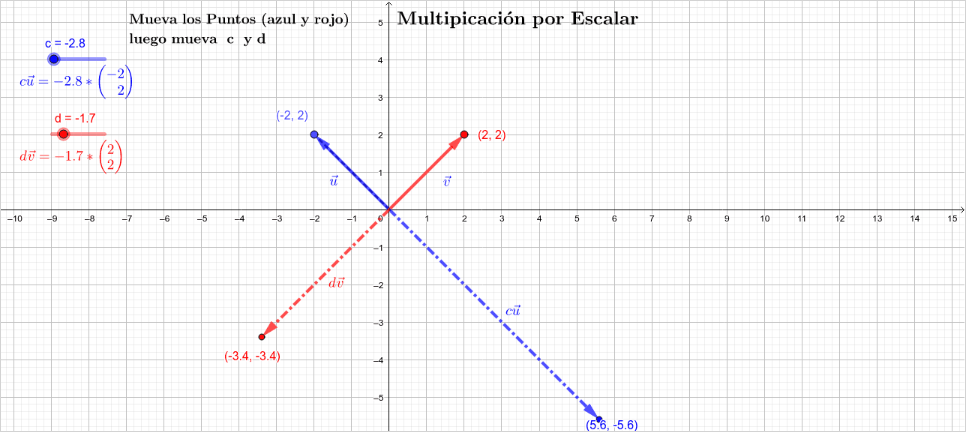 Mueva los Puntos (azul y rojo)
luego mueva c y d
Multipicación por Escalar
c = -2.8
c\vec{u} = -2.8 * \begin{pmatrix} -2 \\ 2 \end{pmatrix}
d = -1.7
d\vec{v} = -1.7 * \begin{pmatrix} 2 \\ 2 \end{pmatrix}
5
4
3
2
1
(-2, 2)
(2, 2)
\vec{u}
\vec{v}
–10 –9 –8 –7 –6 –5 –4 –3 –2 –1 0 1 2 3 4 5 6 7 8 9 10 11 12 13 14 15
–1
–2
–3
–4
–5
d\vec{v}
c\vec{u}
(-3.4, -3.4)
(5.6, -5.6)